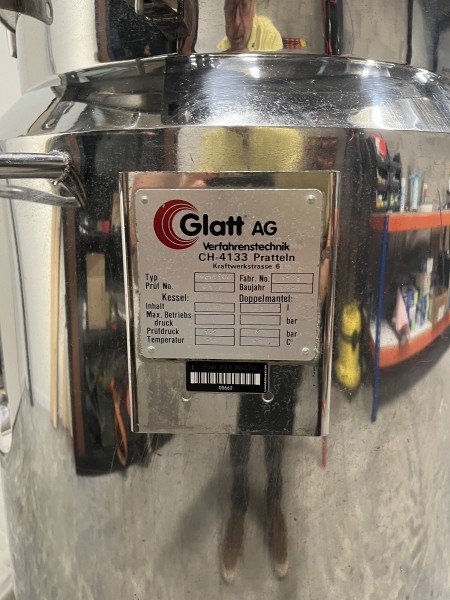 Glatt® AG
Verfahrenstechnik
CH-4133 Pratteln
Kraftwerkstrasse 6
Typ Fabr. No.
Prüf No. Baujahr
Kessel: Doppelmantel:
Inhalt l
Max. Betriebs bar
druck
Prüfdruck bar
Temperatur C°
00662